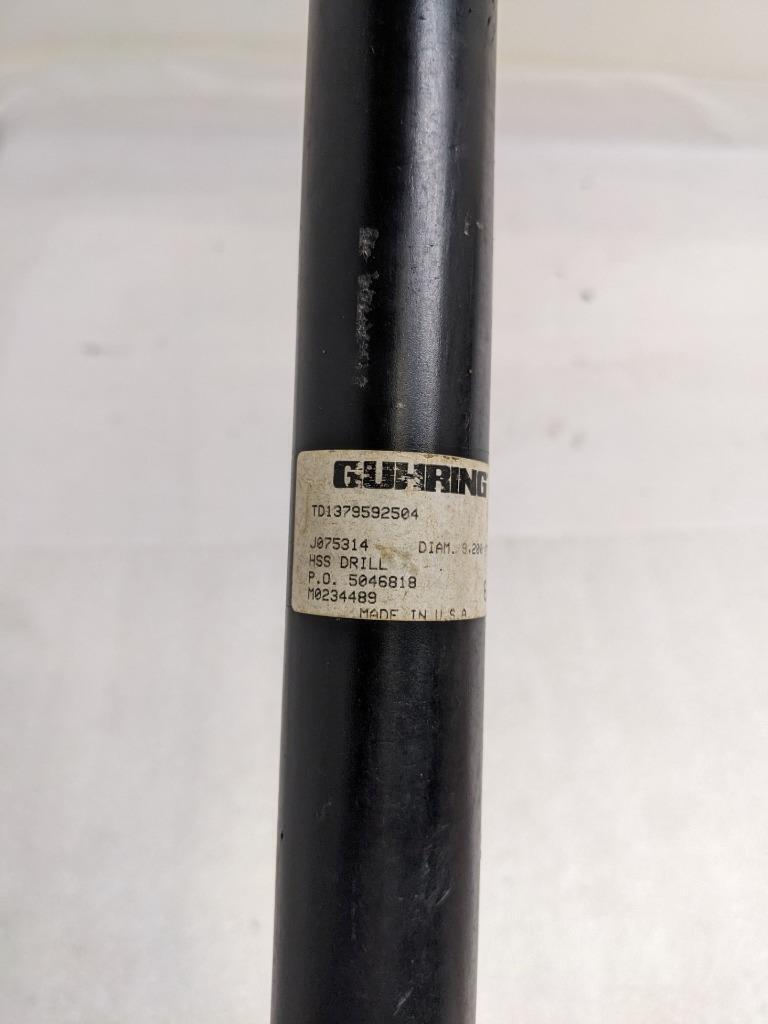 GUHRING
TD1379592504
J075314 DIAM. 9.200
HSS DRILL
P.O. 5046818
M0234489
MADE IN U.S.A